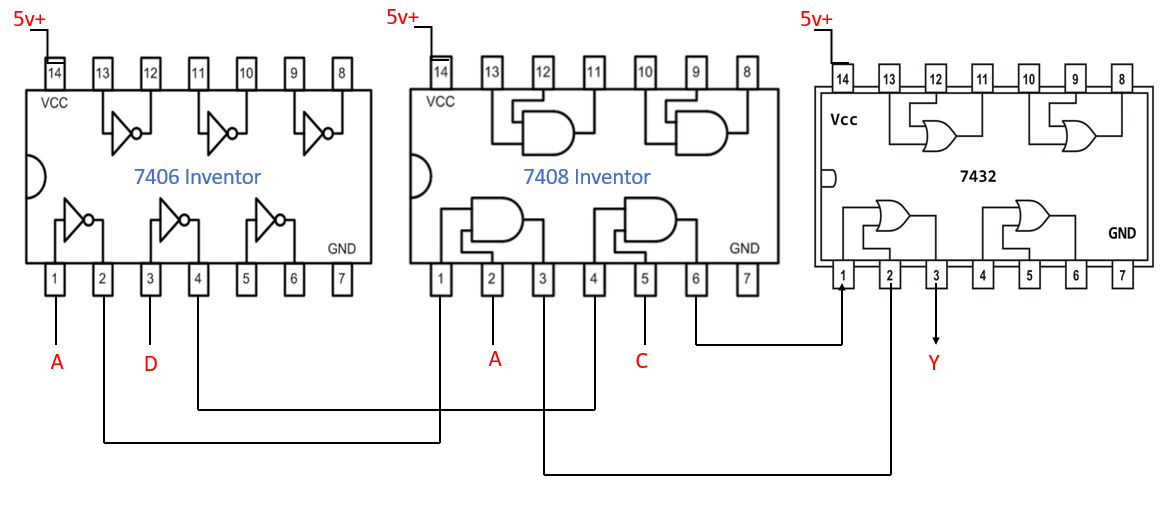 5v+ 5v+ 5v+
14 13 12 11 10 9 8 14 13 12 11 10 9 8 14 13 12 11 10 9 8
VCC VCC Vcc
7406 Inventor 7408 Inventor 7432
GND GND GND
1 2 3 4 5 6 7 1 2 3 4 5 6 7 1 2 3 4 5 6 7
A D A C Y